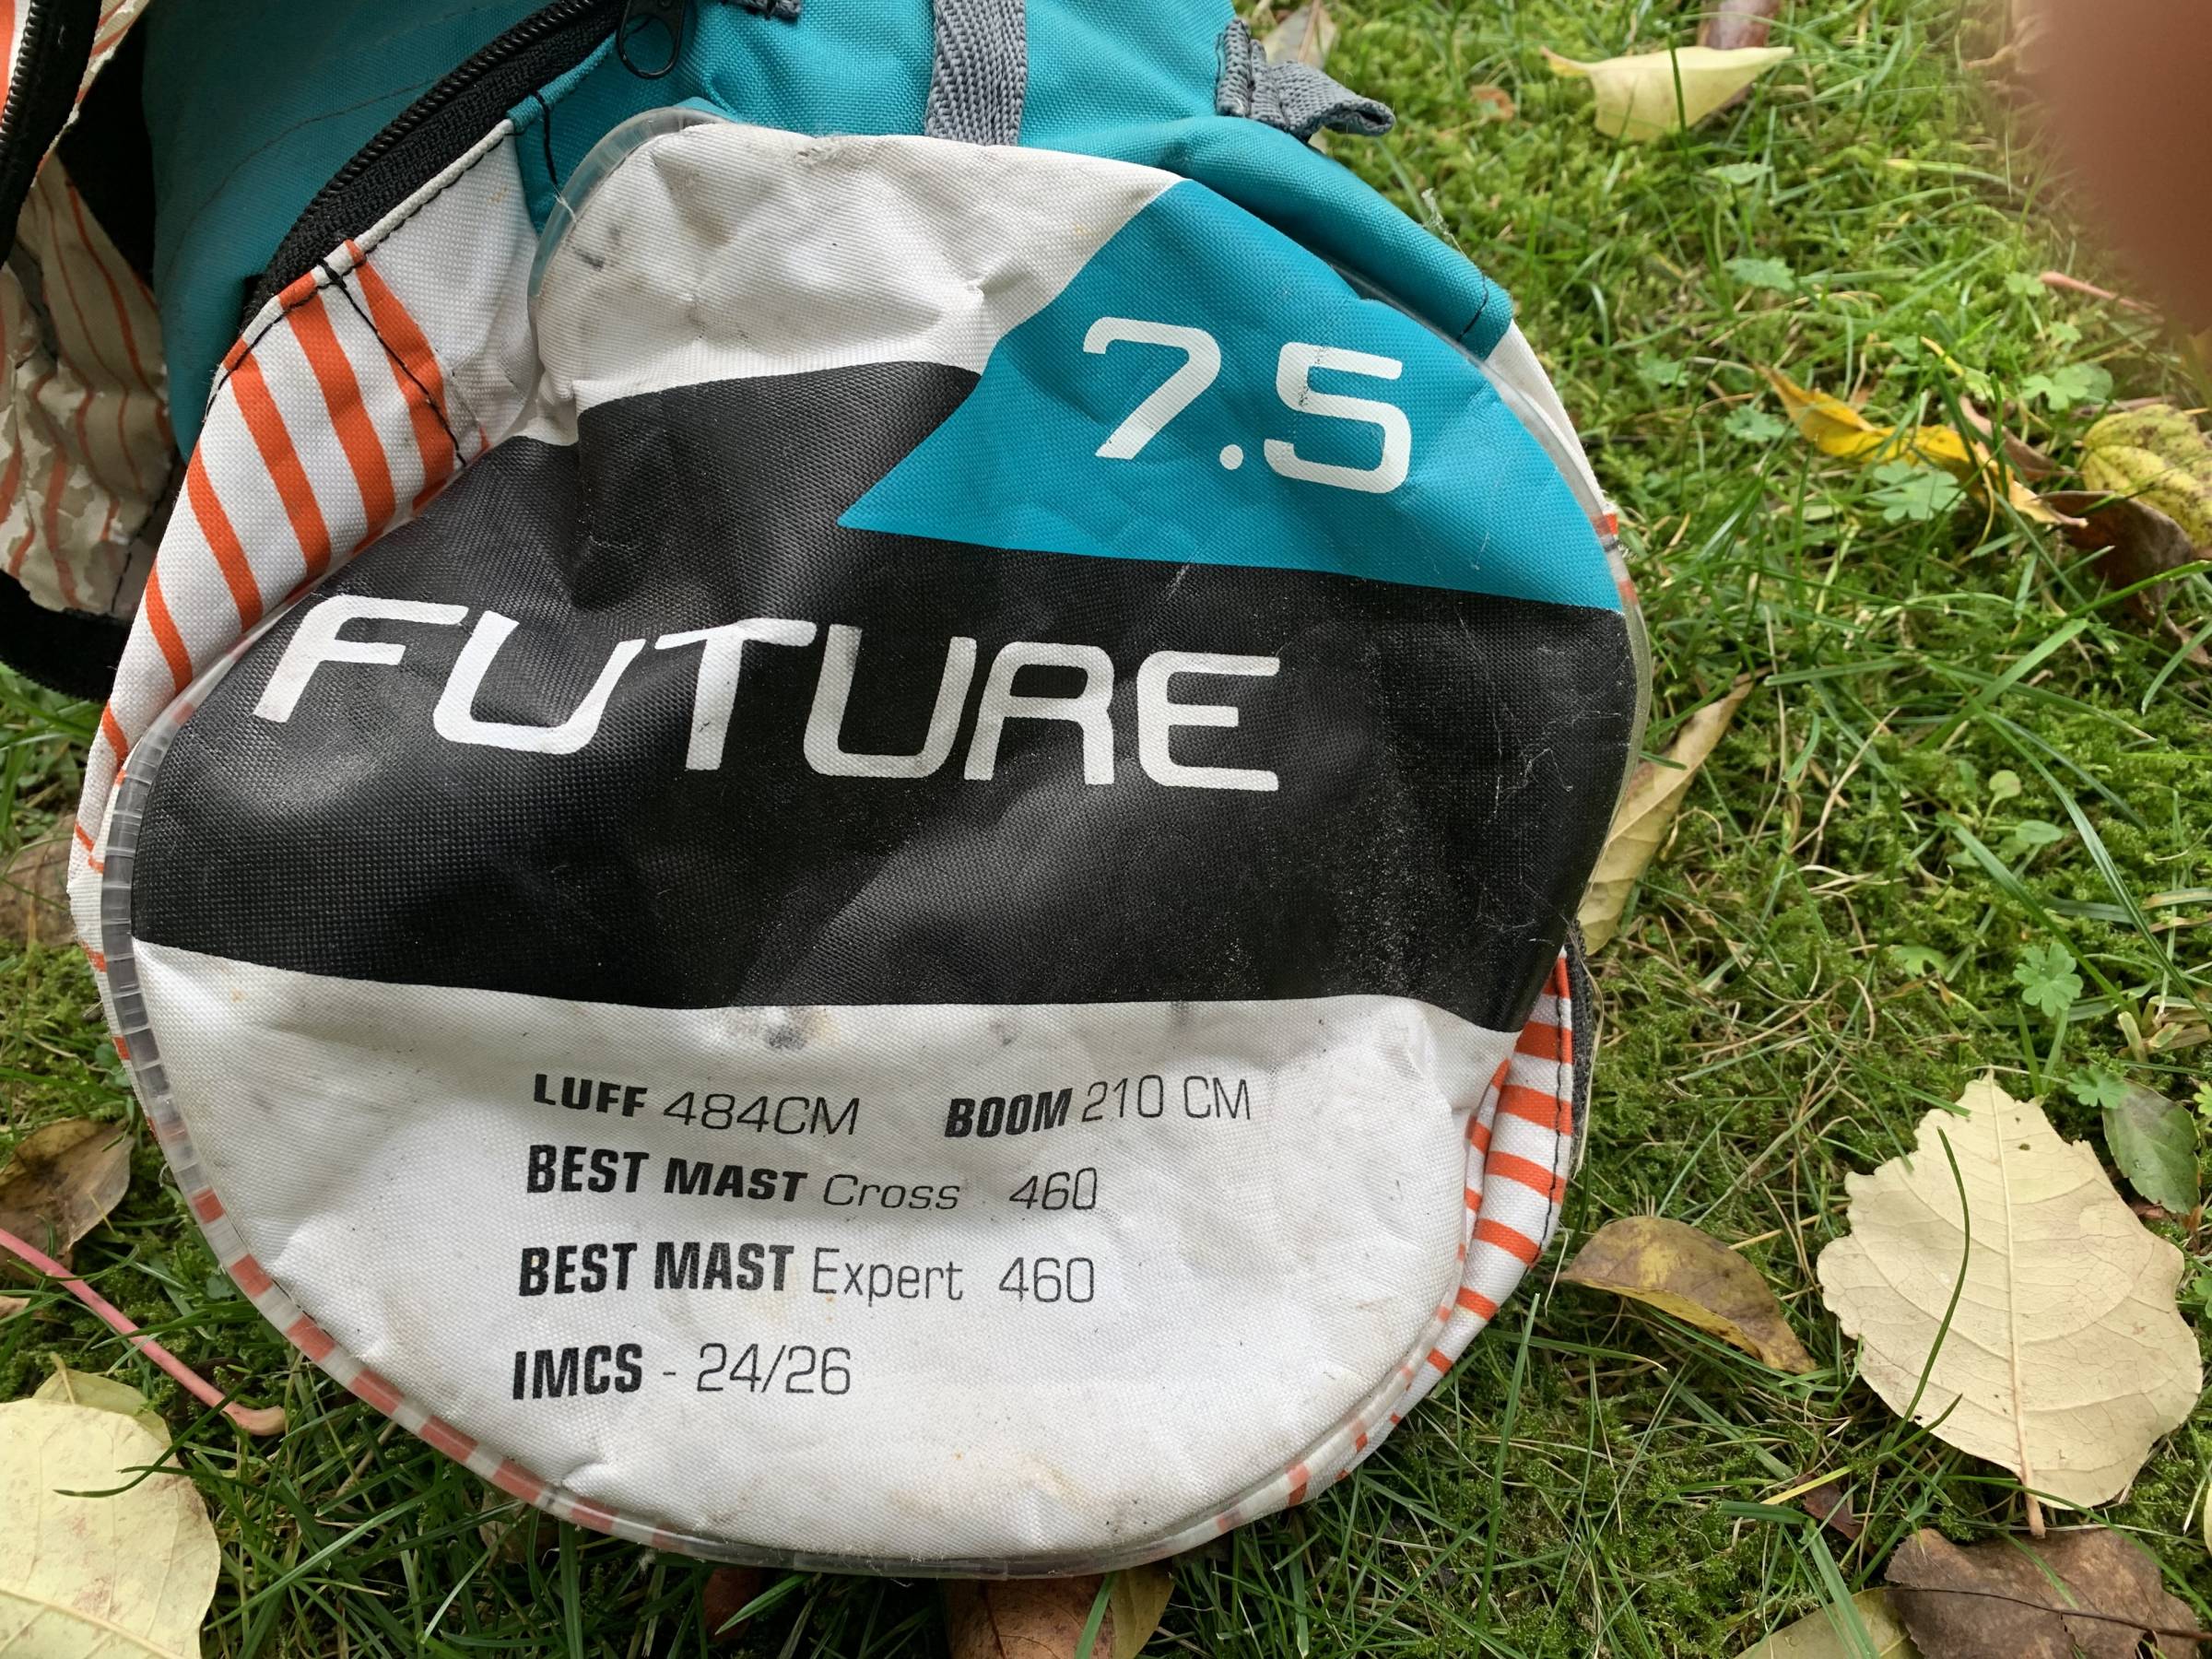 7.5
FUTURE
LUFF 484CM BOOM 210 CM
BEST MAST Cross 460
BEST MAST Expert 460
IMCS - 24/26